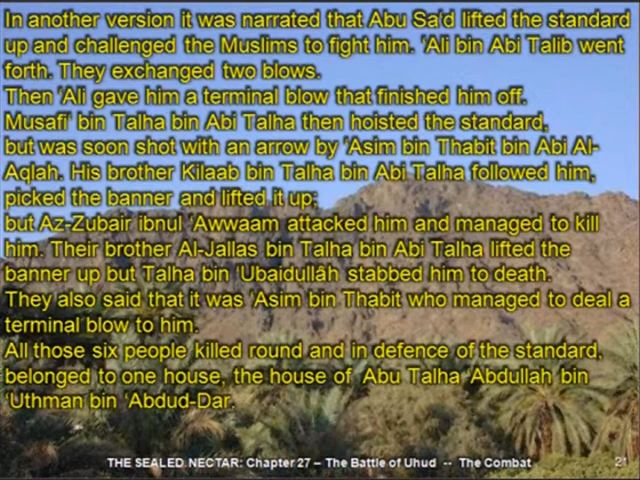 In another version it was narrated that Abu Sa'd lifted the standard
up and challenged the Muslims to fight him. 'Ali bin Abi Talib went
forth. They exchanged two blows.
Then 'Ali gave him a terminal blow that finished him off.
Musafi' bin Talha bin Abi Talha then hoisted the standard,
but was soon shot with an arrow by 'Asim bin Thabit bin Abi Al-
Aqlah. His brother Kilaab bin Talha bin Abi Talha followed him,
picked the banner and lifted it up;
but Az-Zubair ibnul 'Awwaam attacked him and managed to kill
him. Their brother Al-Jallas bin Talha bin Abi Talha lifted the
banner up but Talha bin 'Ubaidullâh stabbed him to death.
They also said that it was 'Asim bin Thabit who managed to deal a
terminal blow to him.
All those six people killed round and in defence of the standard,
belonged to one house, the house of Abu Talha 'Abdullah bin
'Uthman bin 'Abdud-Dar.
THE SEALED NECTAR: Chapter 27 – The Battle of Uhud -- The Combat
21